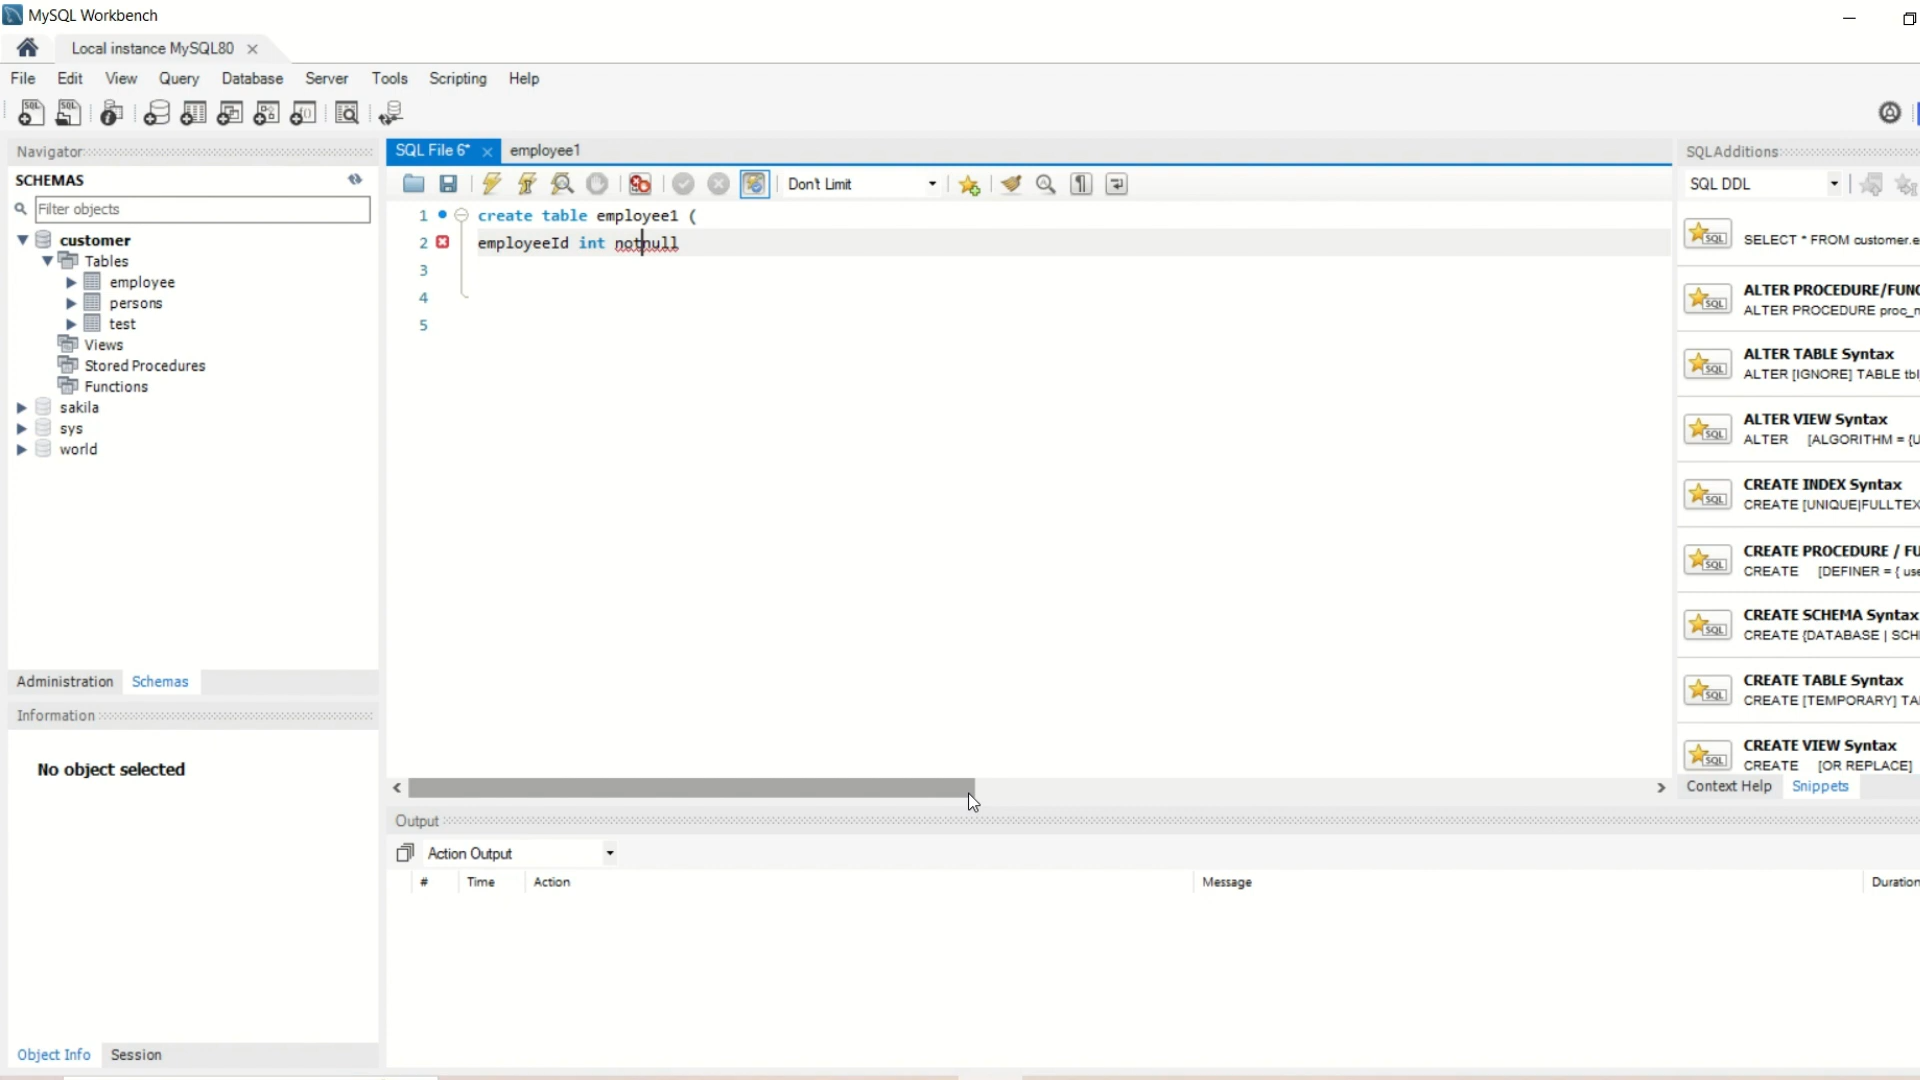 MySQL Workbench
Local instance MySQL80
File Edit View Query Database Server Tools Scripting Help
Navigator
SCHEMAS
Filter objects
customer
Tables
employee
persons
test
Views
Stored Procedures
Functions
sakila
sys
world
Administration Schemas
Information
No object selected
Object Info Session
SQL File 6* employee1
Don't Limit
1 create table employee1 (
2 employeeId int notnull
3
4
5
Output
Action Output
# Time Action Message Duration
SQLAdditions
SQL DDL
SELECT * FROM customer.e
ALTER PROCEDURE/FUNC
ALTER PROCEDURE proc_n
ALTER TABLE Syntax
ALTER [IGNORE] TABLE tbl
ALTER VIEW Syntax
ALTER [ALGORITHM = {U
CREATE INDEX Syntax
CREATE [UNIQUE|FULLTEX
CREATE PROCEDURE / FU
CREATE [DEFINER = { use
CREATE SCHEMA Syntax
CREATE {DATABASE | SCH
CREATE TABLE Syntax
CREATE [TEMPORARY] TA
CREATE VIEW Syntax
CREATE [OR REPLACE]
Context Help Snippets